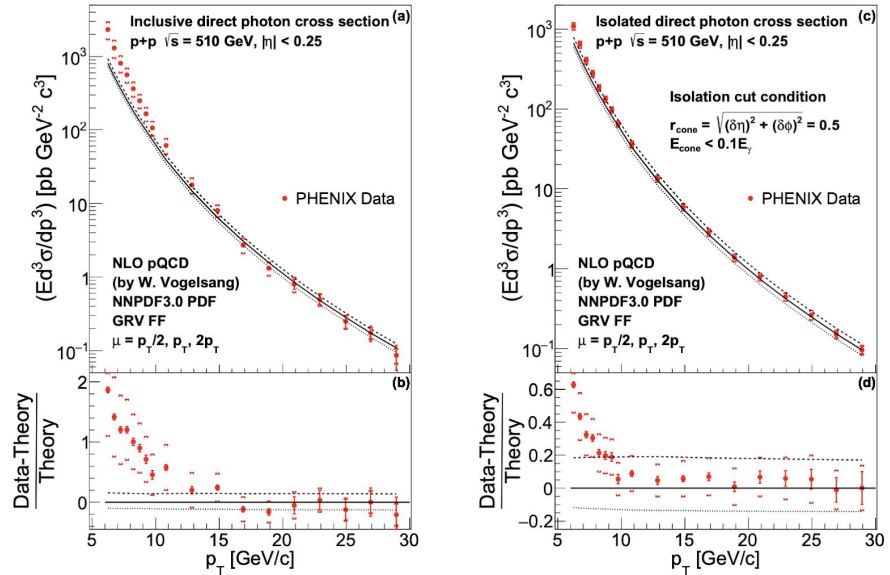 Inclusive direct photon cross section (a)
p+p √s = 510 GeV, |η| < 0.25
(Ed³σ/dp³) [pb GeV⁻² c³]
10³
10²
10
1
10⁻¹
PHENIX Data
NLO pQCD
(by W. Vogelsang)
NNPDF3.0 PDF
GRV FF
μ = p_T/2, p_T, 2p_T
(b)
Data-Theory
Theory
2
1
0
5 10 15 20 25 30
p_T [GeV/c]
Isolated direct photon cross section (c)
p+p √s = 510 GeV, |η| < 0.25
Isolation cut condition
r_cone = √(δη)² + (δφ)² = 0.5
E_cone < 0.1E_γ
(Ed³σ/dp³) [pb GeV⁻² c³]
10³
10²
10
1
10⁻¹
PHENIX Data
NLO pQCD
(by W. Vogelsang)
NNPDF3.0 PDF
GRV FF
μ = p_T/2, p_T, 2p_T
(d)
Data-Theory
Theory
0.6
0.4
0.2
0
−0.2
5 10 15 20 25 30
p_T [GeV/c]